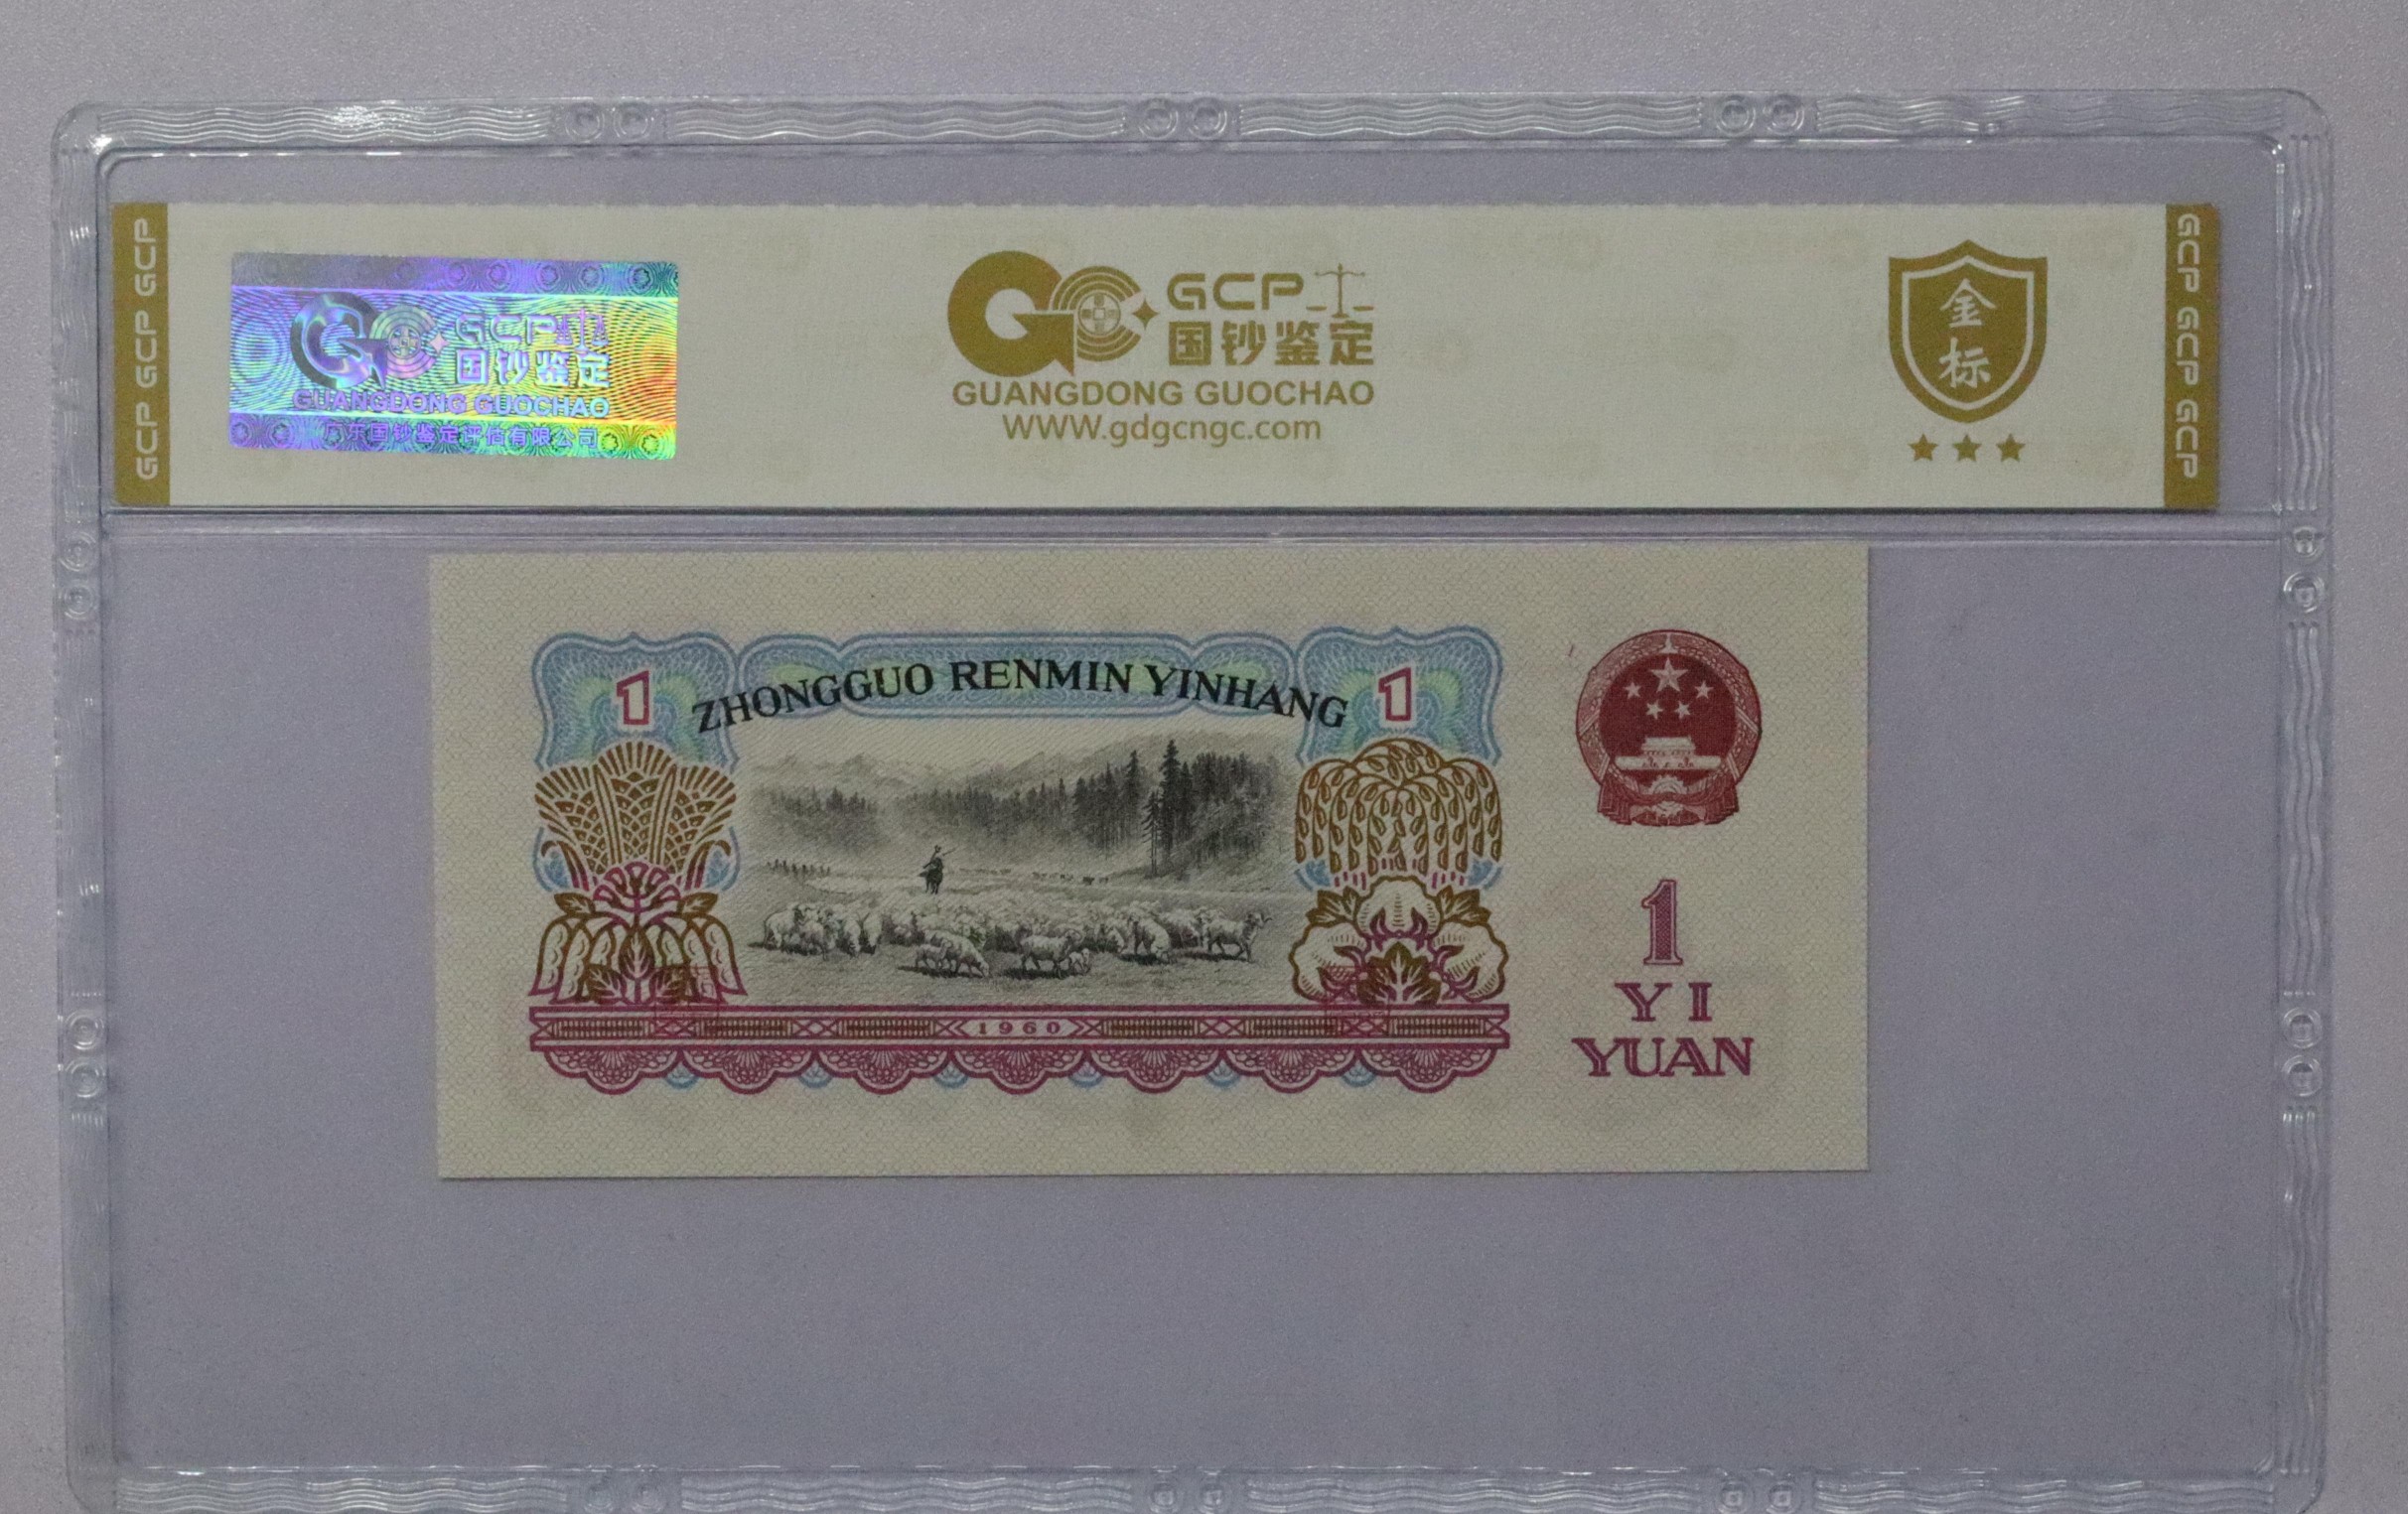 GCP GCP GCP
GCP
国钞鉴定
GUANGDONG GUOCHAO
广东国钞鉴定评估有限公司
GCP
国钞鉴定
GUANGDONG GUOCHAO
WWW.gdgcngc.com
金
标
GCP GCP GCP
1 ZHONGGUO RENMIN YINHANG 1
1960
1
YI
YUAN